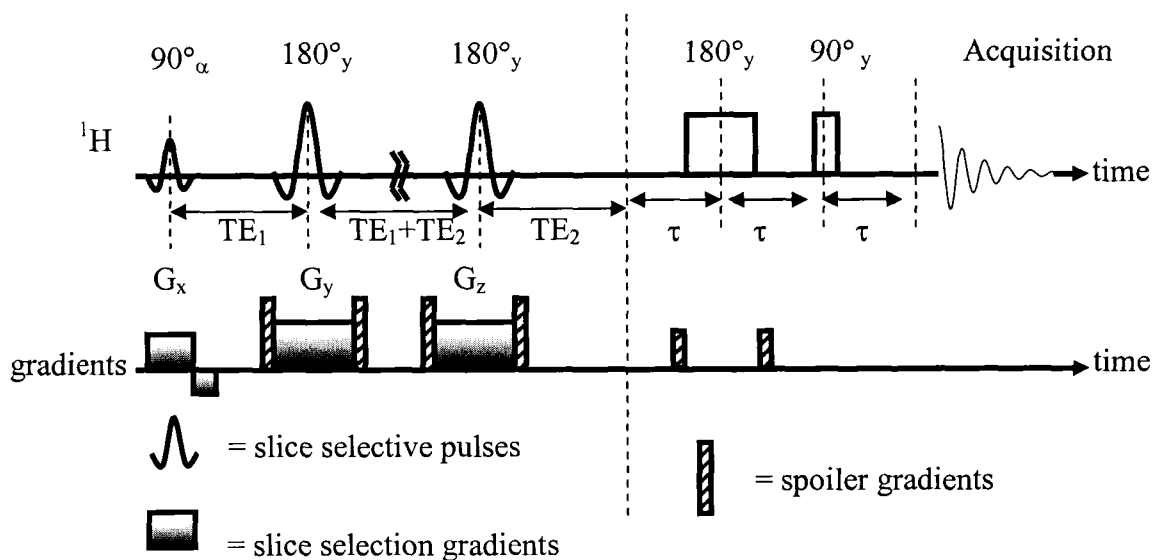 90°α 180°y 180°y 180°y 90°y Acquisition
¹H
time
TE₁ TE₁+TE₂ TE₂ τ τ τ
Gₓ Gy G_z
gradients
time
= slice selective pulses
= spoiler gradients
= slice selection gradients